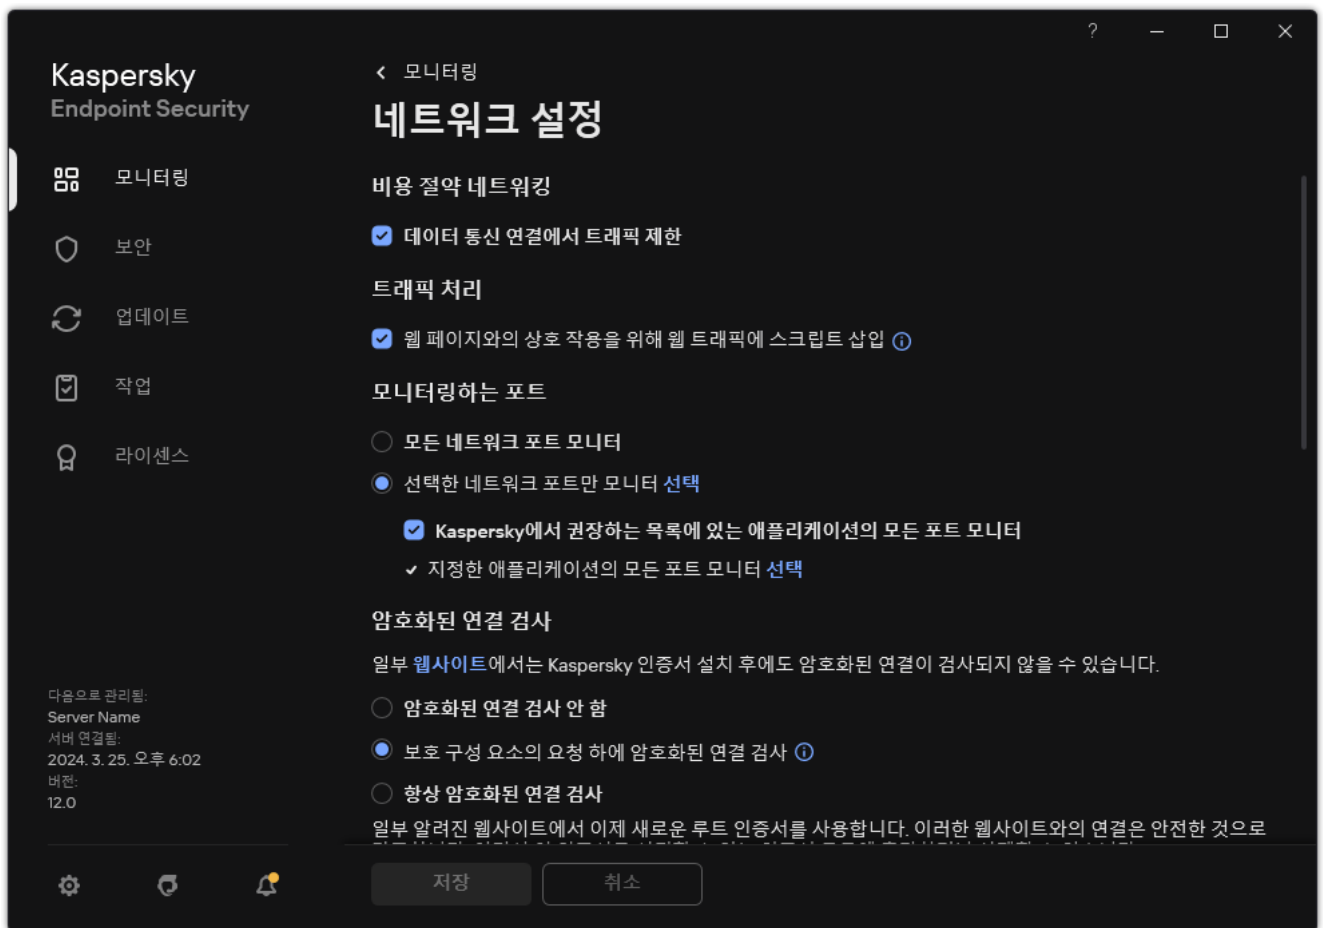 ?
Kaspersky
Endpoint Security
모니터링
보안
업데이트
작업
라이센스
다음으로 관리됨:
Server Name
서버 연결됨:
2024. 3. 25. 오후 6:02
버전:
12.0
모니터링
네트워크 설정
비용 절약 네트워킹
데이터 통신 연결에서 트래픽 제한
트래픽 처리
웹 페이지와의 상호 작용을 위해 웹 트래픽에 스크립트 삽입
모니터링하는 포트
모든 네트워크 포트 모니터
선택한 네트워크 포트만 모니터 선택
Kaspersky에서 권장하는 목록에 있는 애플리케이션의 모든 포트 모니터
지정한 애플리케이션의 모든 포트 모니터 선택
암호화된 연결 검사
일부 웹사이트에서는 Kaspersky 인증서 설치 후에도 암호화된 연결이 검사되지 않을 수 있습니다.
암호화된 연결 검사 안 함
보호 구성 요소의 요청 하에 암호화된 연결 검사
항상 암호화된 연결 검사
일부 알려진 웹사이트에서 이제 새로운 루트 인증서를 사용합니다. 이러한 웹사이트와의 연결은 안전한 것으로
저장
취소